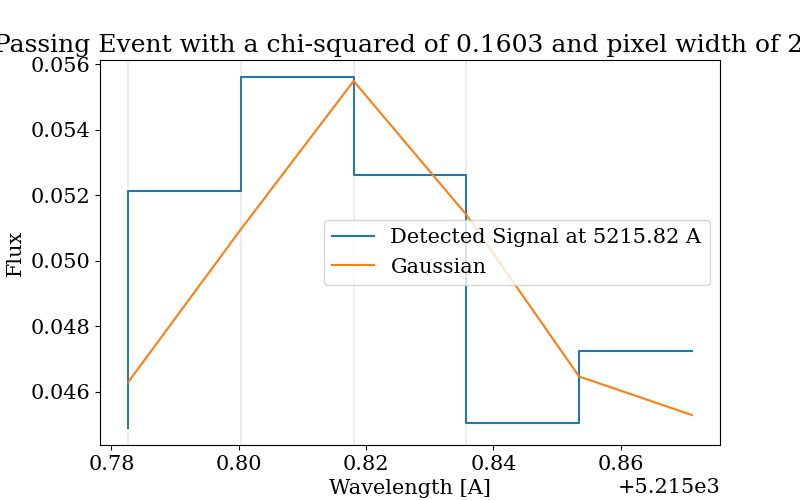 Passing Event with a chi-squared of 0.1603 and pixel width of 2
0.056
0.054
0.052
0.050
0.048
0.046
Flux
Detected Signal at 5215.82 A
Gaussian
0.78 0.80 0.82 0.84 0.86
Wavelength [A]
+5.215e3